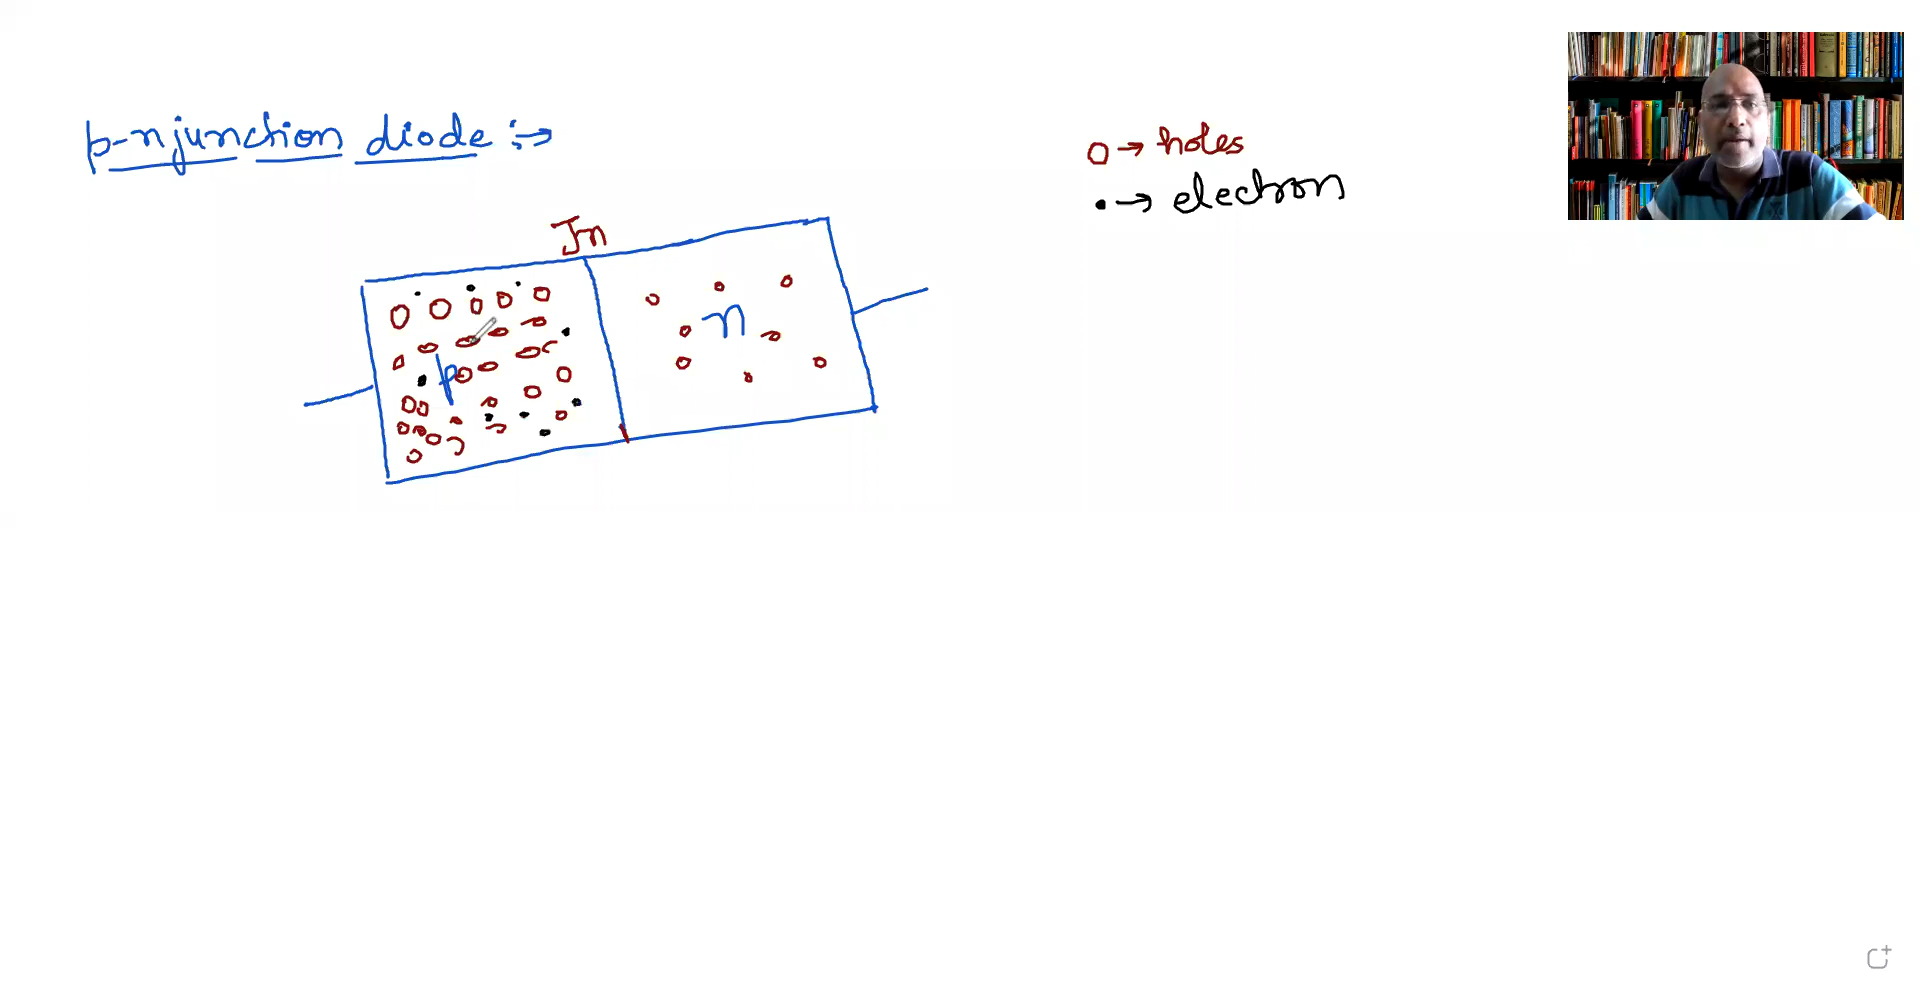 p-n junction diode :→
○ → holes
• → electron
Jn
n
p